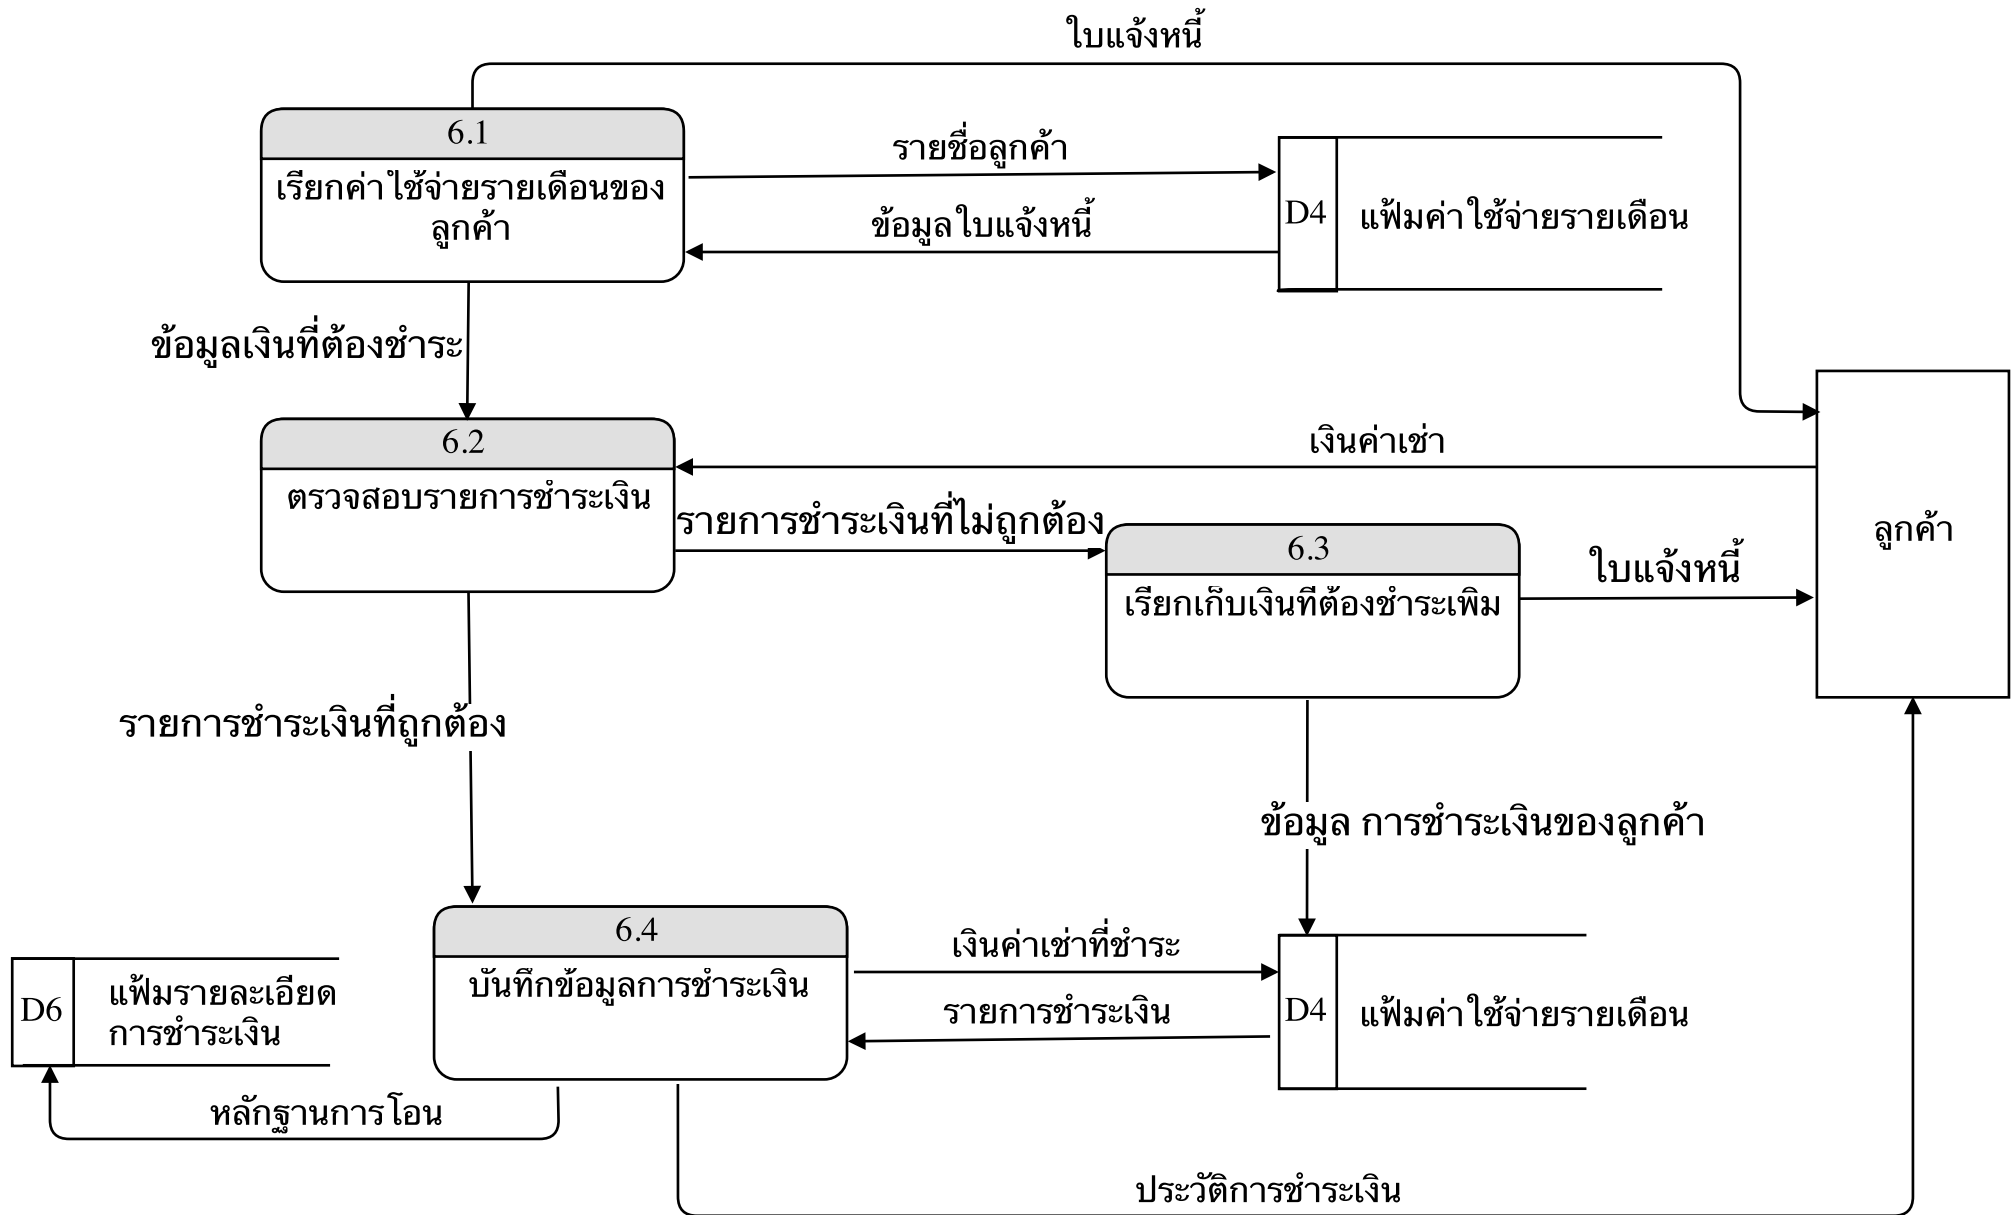 ใบแจ้งหนี้
6.1
เรียกค่าใช้จ่ายรายเดือนของ
ลูกค้า
รายชื่อลูกค้า
ข้อมูลใบแจ้งหนี้
D4
แฟ้มค่าใช้จ่ายรายเดือน
ข้อมูลเงินที่ต้องชำระ
6.2
ตรวจสอบรายการชำระเงิน
เงินค่าเช่า
รายการชำระเงินที่ไม่ถูกต้อง
6.3
เรียกเก็บเงินที่ต้องชำระเพิ่ม
ใบแจ้งหนี้
ลูกค้า
รายการชำระเงินที่ถูกต้อง
ข้อมูล การชำระเงินของลูกค้า
6.4
บันทึกข้อมูลการชำระเงิน
เงินค่าเช่าที่ชำระ
รายการชำระเงิน
D4
แฟ้มค่าใช้จ่ายรายเดือน
D6
แฟ้มรายละเอียด
การชำระเงิน
หลักฐานการโอน
ประวัติการชำระเงิน